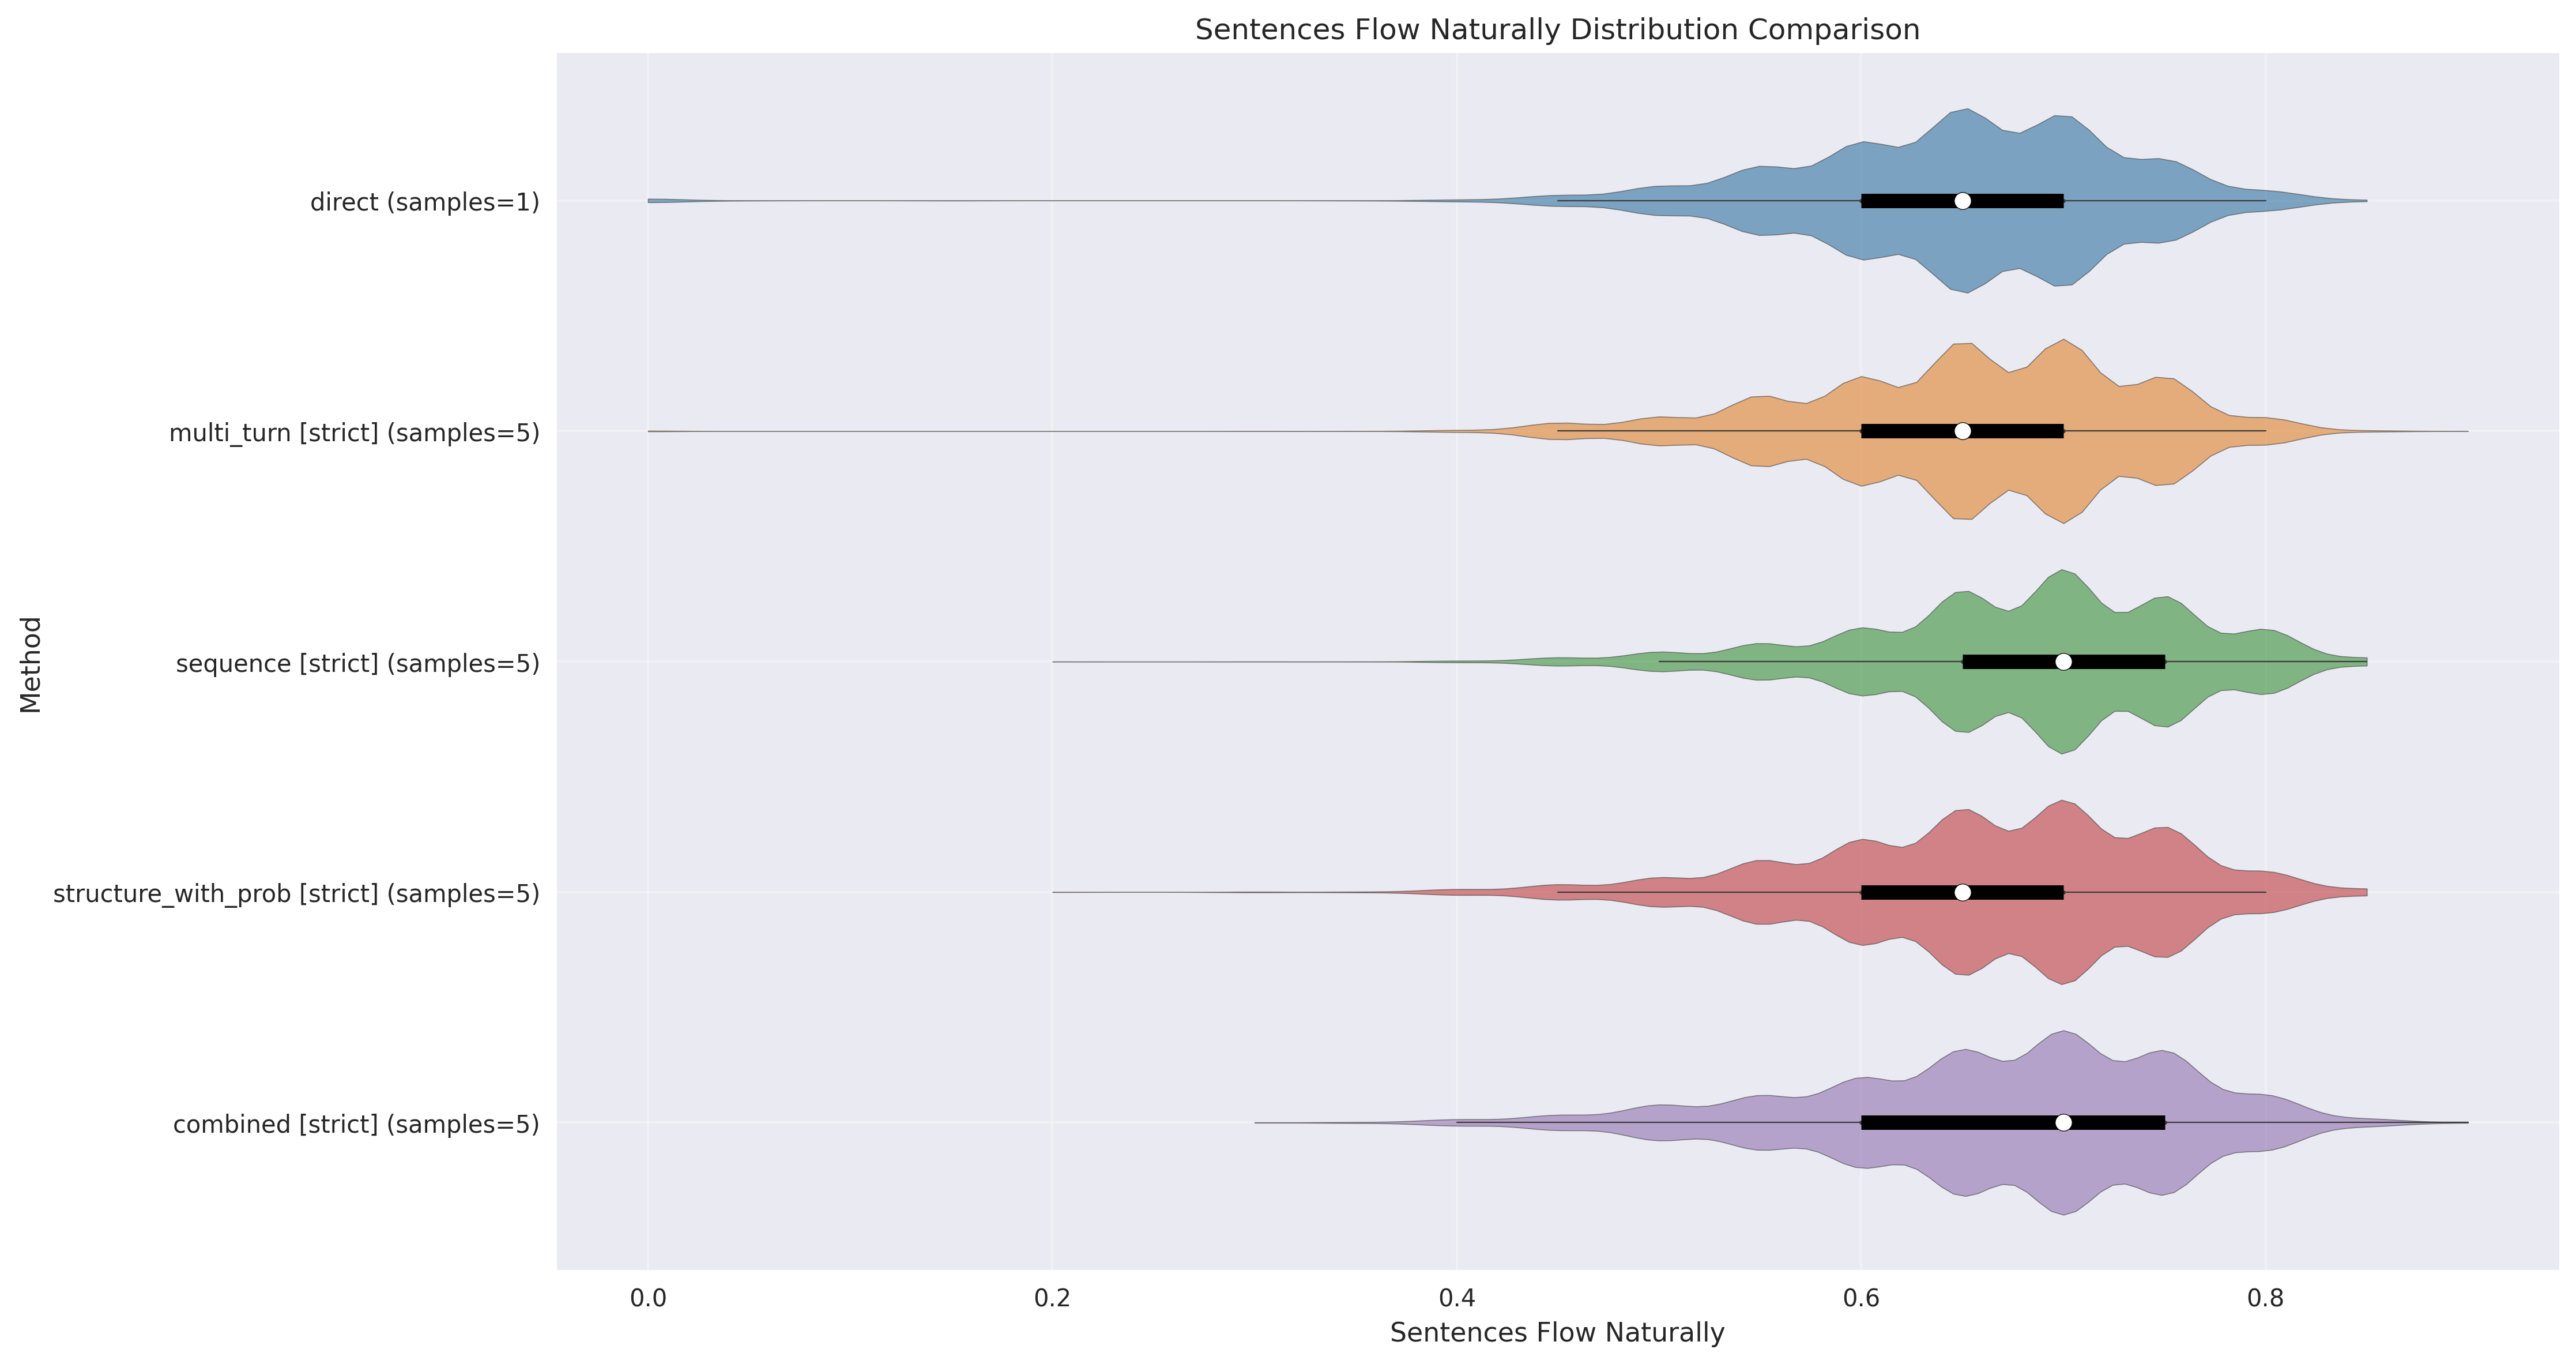 Sentences Flow Naturally Distribution Comparison
direct (samples=1)
multi_turn [strict] (samples=5)
sequence [strict] (samples=5)
structure_with_prob [strict] (samples=5)
combined [strict] (samples=5)
Method
0.0 0.2 0.4 0.6 0.8
Sentences Flow Naturally